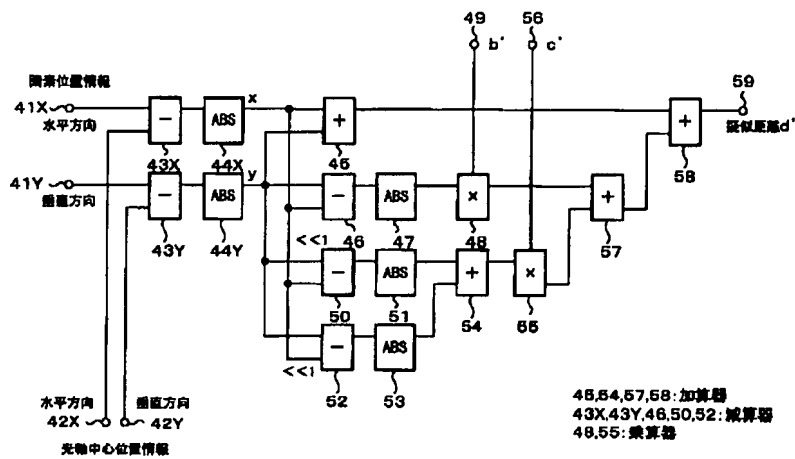 49
56
b'
c'
画素位置情報
41X
水平方向
−
43X
ABS
44X
x
+
45
+
58
59
疑似距離d'
41Y
垂直方向
−
43Y
ABS
44Y
y
−
46
ABS
47
×
48
+
57
<<1
−
50
ABS
51
+
54
×
55
<<1
−
52
ABS
53
水平方向
42X
垂直方向
42Y
光軸中心位置情報
45,54,57,58:加算器
43X,43Y,46,50,52:減算器
48,55:乗算器